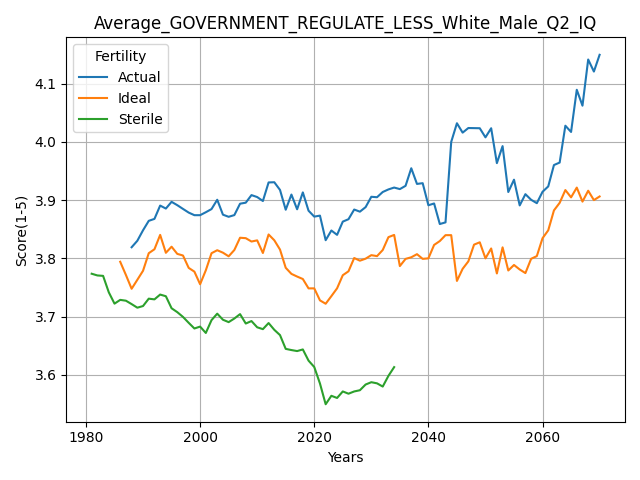 Average_GOVERNMENT_REGULATE_LESS_White_Male_Q2_IQ
Fertility
Actual
Ideal
Sterile
Score(1-5)
4.1
4.0
3.9
3.8
3.7
3.6
1980 2000 2020 2040 2060
Years